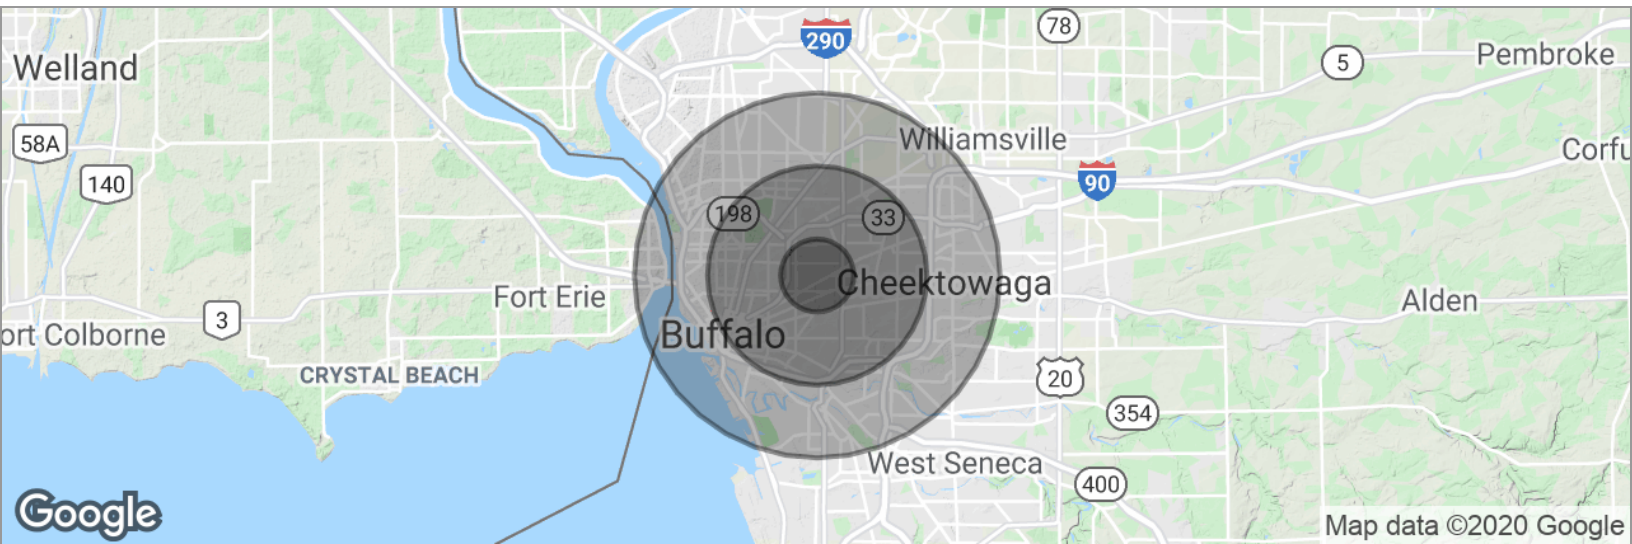 290
78
5
Pembroke
Welland
58A
Williamsville
Corfu
140
90
198
33
Cheektowaga
Fort Erie
Alden
3
ort Colborne
Buffalo
CRYSTAL BEACH
20
354
West Seneca
400
Google
Map data ©2020 Google